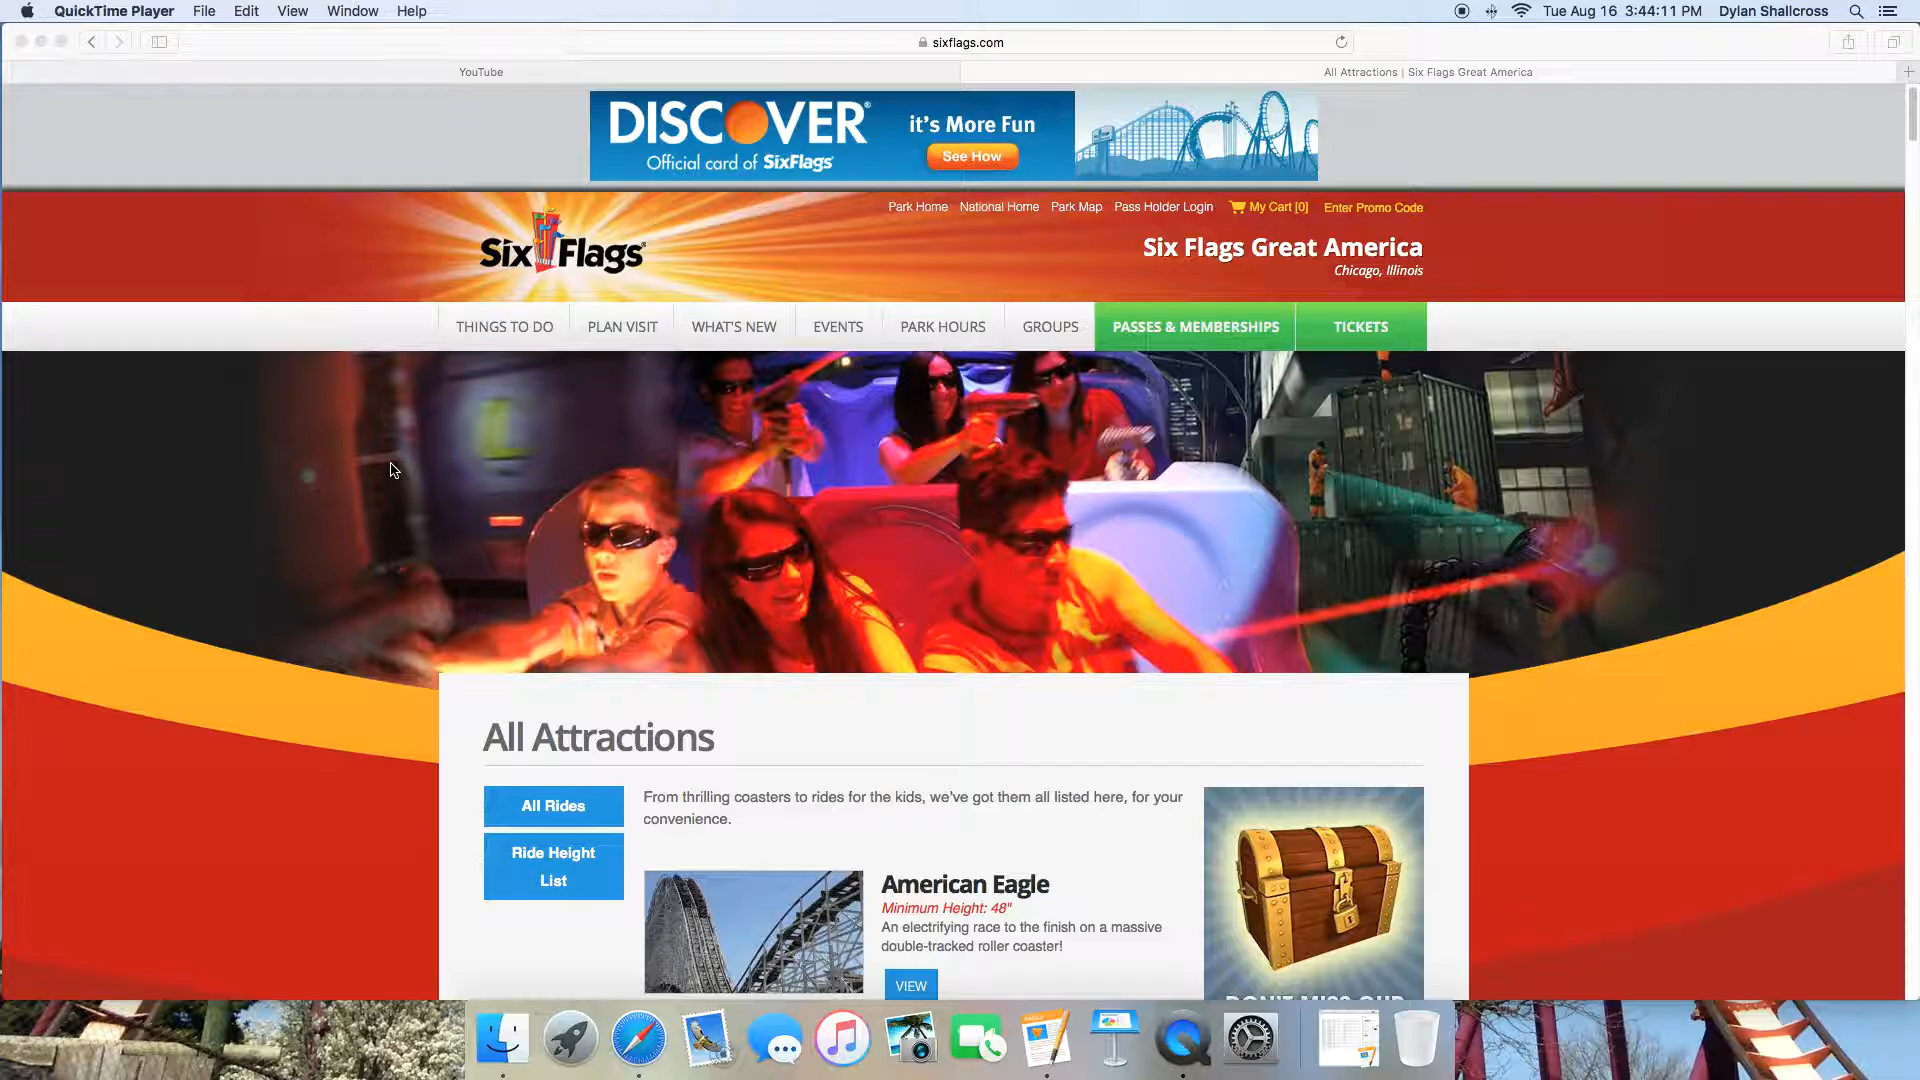 QuickTime Player File Edit View Window Help Tue Aug 16 3:44:11 PM Dylan Shallcross
sixflags.com
YouTube All Attractions | Six Flags Great America
DISCOVER® it's More Fun
Official card of SixFlags® See How
Park Home National Home Park Map Pass Holder Login My Cart [0] Enter Promo Code
Six Flags
Six Flags Great America
Chicago, Illinois
THINGS TO DO PLAN VISIT WHAT'S NEW EVENTS PARK HOURS GROUPS PASSES & MEMBERSHIPS TICKETS
All Attractions
All Rides
Ride Height
List
From thrilling coasters to rides for the kids, we've got them all listed here, for your
convenience.
American Eagle
Minimum Height: 48"
An electrifying race to the finish on a massive
double-tracked roller coaster!
VIEW
DON'T MISS OUR